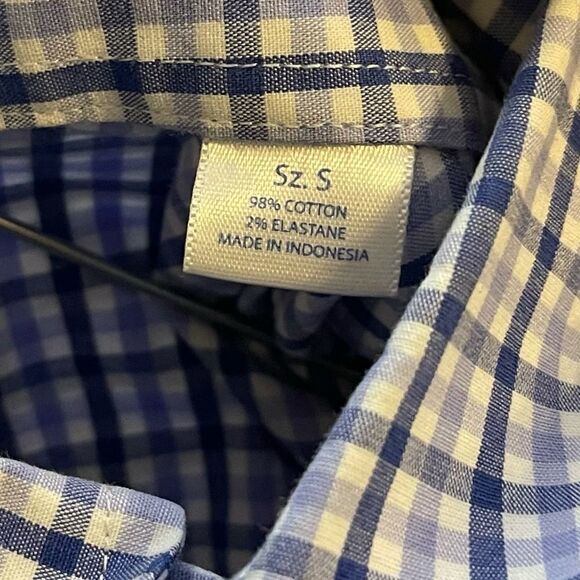 Sz. S
98% COTTON
2% ELASTANE
MADE IN INDONESIA